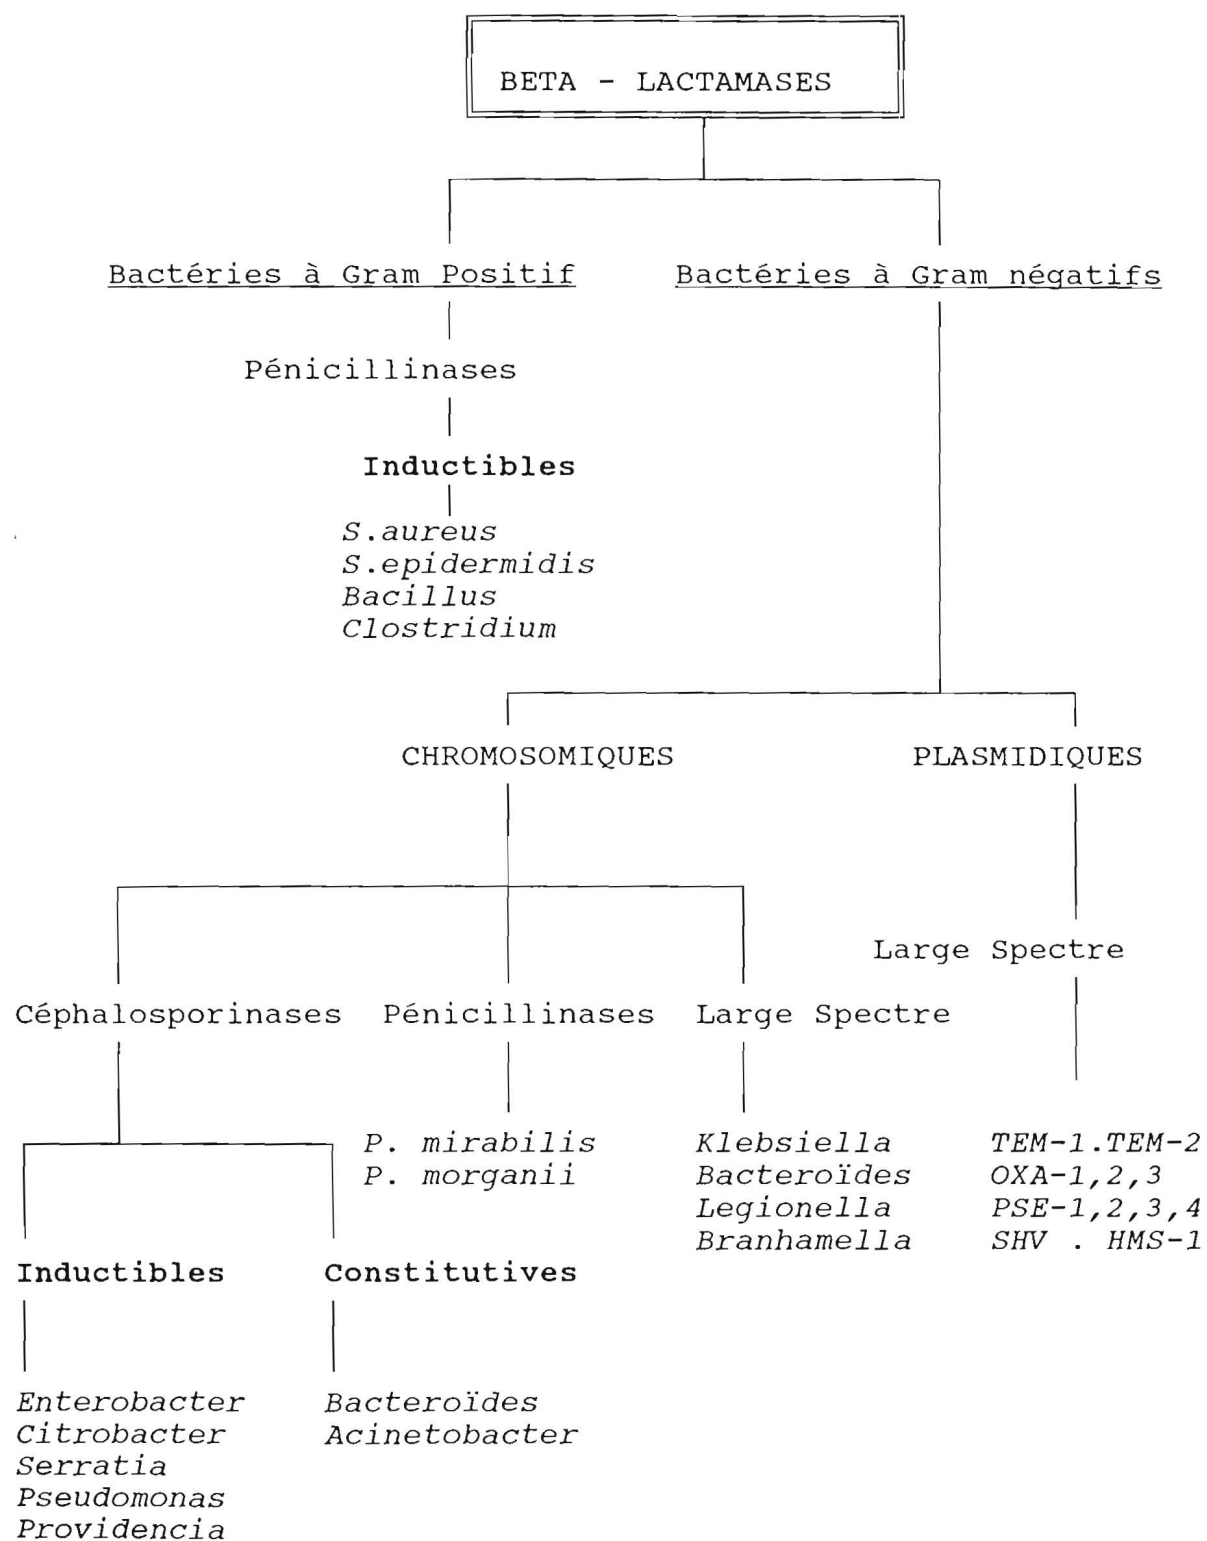 BETA - LACTAMASES
Bactéries à Gram Positif
Bactéries à Gram négatifs
Pénicillinases
Inductibles
S.aureus
S.epidermidis
Bacillus
Clostridium
CHROMOSOMIQUES
PLASMIDIQUES
Large Spectre
Céphalosporinases
Pénicillinases
Large Spectre
P. mirabilis
P. morganii
Klebsiella
Bacteroïdes
Legionella
Branhamella
TEM-1.TEM-2
OXA-1,2,3
PSE-1,2,3,4
SHV . HMS-1
Inductibles
Constitutives
Enterobacter
Citrobacter
Serratia
Pseudomonas
Providencia
Bacteroïdes
Acinetobacter